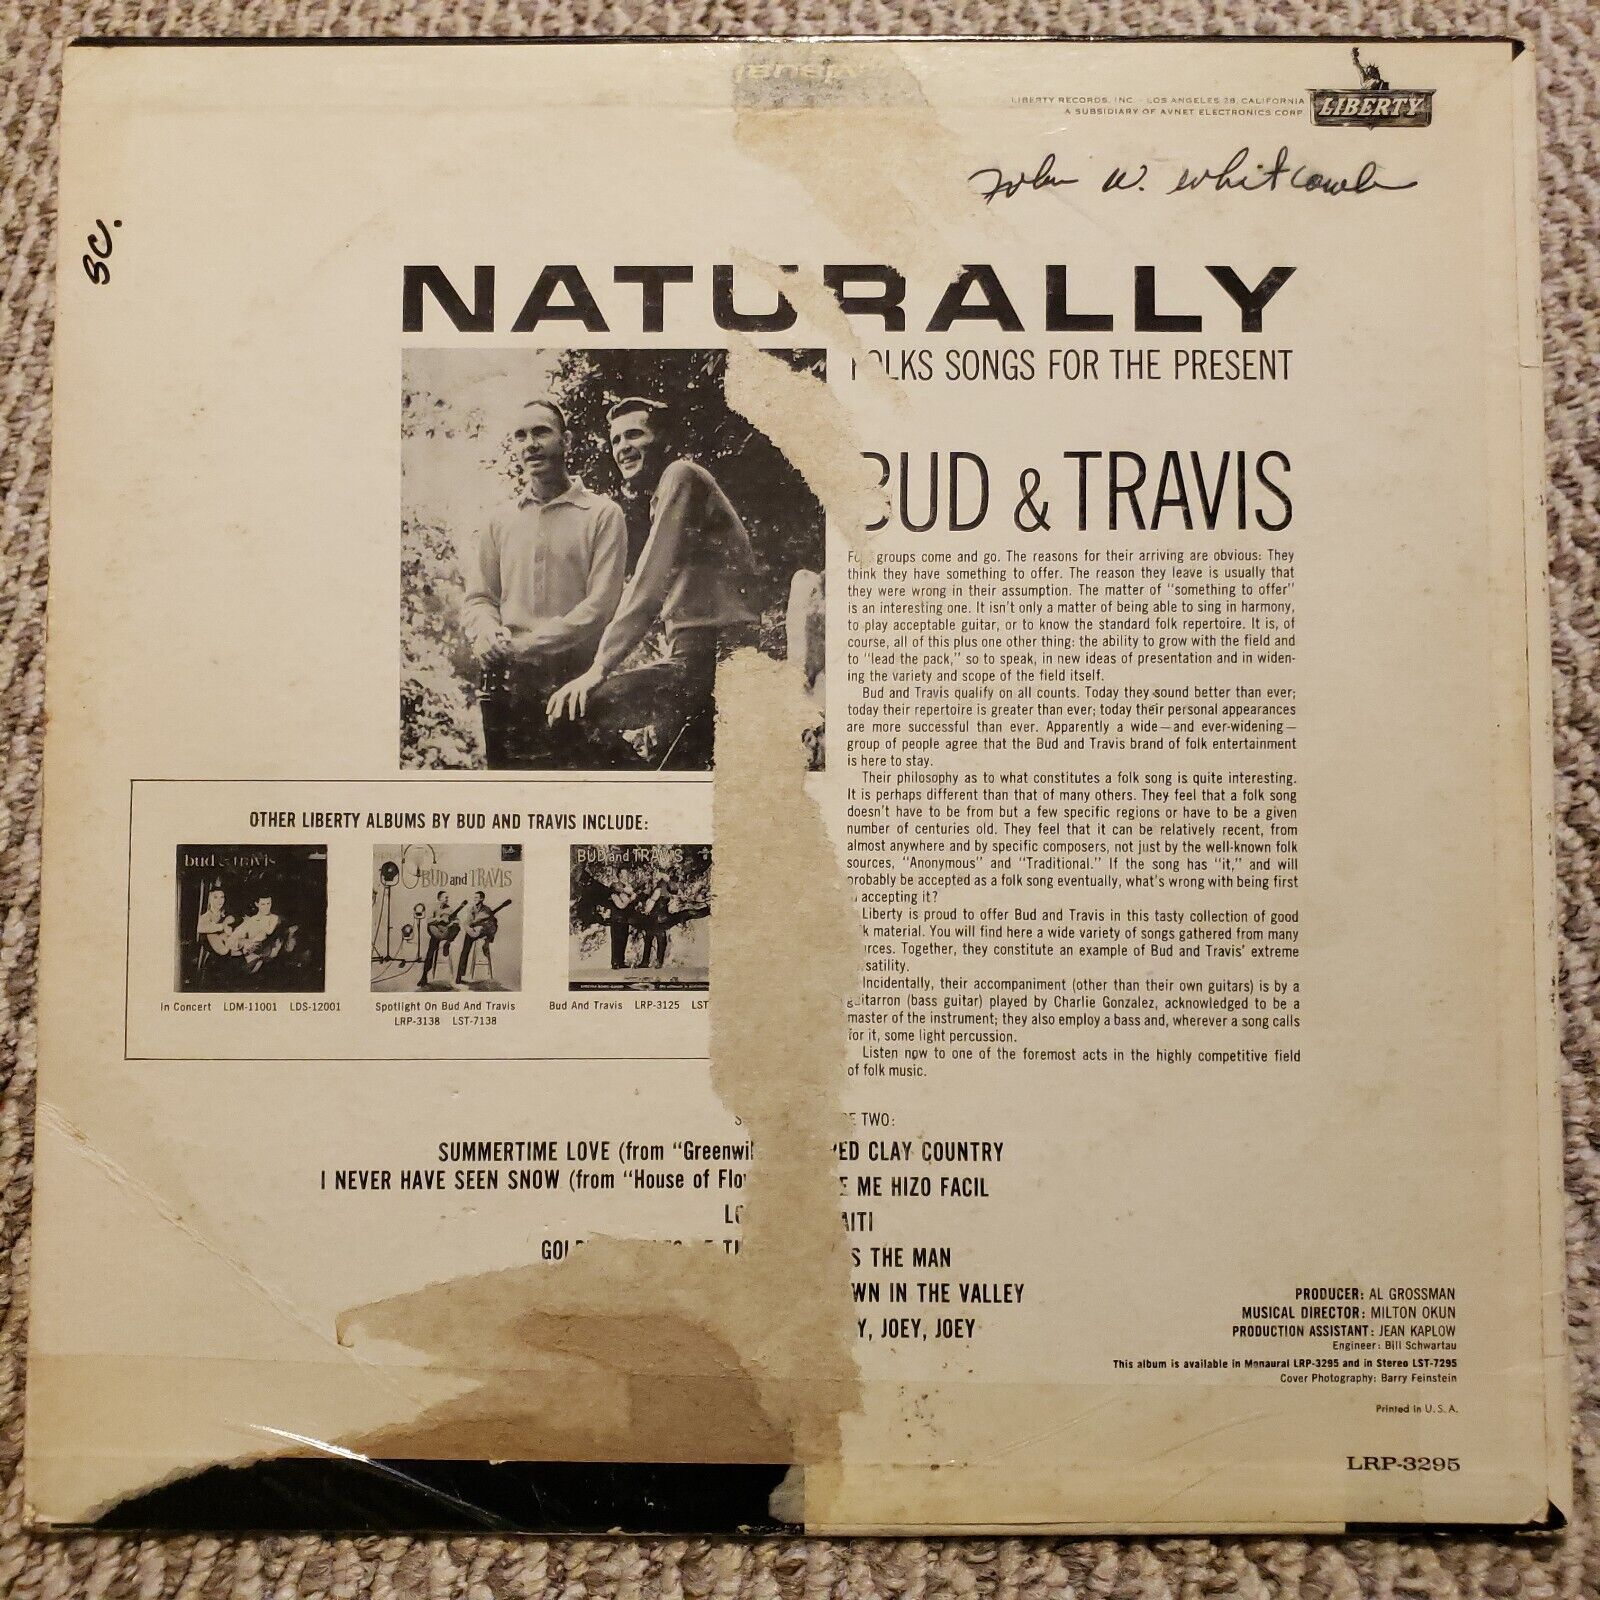 LIBERTY RECORDS, INC. · LOS ANGELES 28, CALIFORNIA
A SUBSIDIARY OF AVNET ELECTRONICS CORP.
LIBERTY
John W. Whitcomb
SC.
NATURALLY
FOLKS SONGS FOR THE PRESENT
BUD & TRAVIS
groups come and go. The reasons for their arriving are obvious: They
think they have something to offer. The reason they leave is usually that
they were wrong in their assumption. The matter of "something to offer"
is an interesting one. It isn't only a matter of being able to sing in harmony,
to play acceptable guitar, or to know the standard folk repertoire. It is, of
course, all of this plus one other thing: the ability to grow with the field and
to "lead the pack," so to speak, in new ideas of presentation and in widen-
ing the variety and scope of the field itself.
Bud and Travis qualify on all counts. Today they sound better than ever;
today their repertoire is greater than ever; today their personal appearances
are more successful than ever. Apparently a wide—and ever-widening—
group of people agree that the Bud and Travis brand of folk entertainment
is here to stay.
Their philosophy as to what constitutes a folk song is quite interesting.
It is perhaps different than that of many others. They feel that a folk song
doesn't have to be from but a few specific regions or have to be a given
number of centuries old. They feel that it can be relatively recent, from
almost anywhere and by specific composers, not just by the well-known folk
sources, "Anonymous" and "Traditional." If the song has "it," and will
probably be accepted as a folk song eventually, what's wrong with being first
accepting it?
Liberty is proud to offer Bud and Travis in this tasty collection of good
k material. You will find here a wide variety of songs gathered from many
rces. Together, they constitute an example of Bud and Travis' extreme
satility.
Incidentally, their accompaniment (other than their own guitars) is by a
guitarron (bass guitar) played by Charlie Gonzalez, acknowledged to be a
master of the instrument; they also employ a bass and, wherever a song calls
for it, some light percussion.
Listen now to one of the foremost acts in the highly competitive field
of folk music.
OTHER LIBERTY ALBUMS BY BUD AND TRAVIS INCLUDE:
bud & travis
BUD and TRAVIS
BUD and TRAVIS
In Concert LDM-11001 LDS-12001
Spotlight On Bud And Travis
LRP-3138 LST-7138
Bud And Travis LRP-3125 LST
S
SUMMERTIME LOVE (from "Greenwil
I NEVER HAVE SEEN SNOW (from "House of Flo
LO
GOL
E TWO:
ED CLAY COUNTRY
E ME HIZO FACIL
AITI
S THE MAN
WN IN THE VALLEY
Y, JOEY, JOEY
PRODUCER: AL GROSSMAN
MUSICAL DIRECTOR: MILTON OKUN
PRODUCTION ASSISTANT: JEAN KAPLOW
Engineer: Bill Schwartau
This album is available in Monaural LRP-3295 and in Stereo LST-7295
Cover Photography: Barry Feinstein
Printed in U.S.A.
LRP-3295